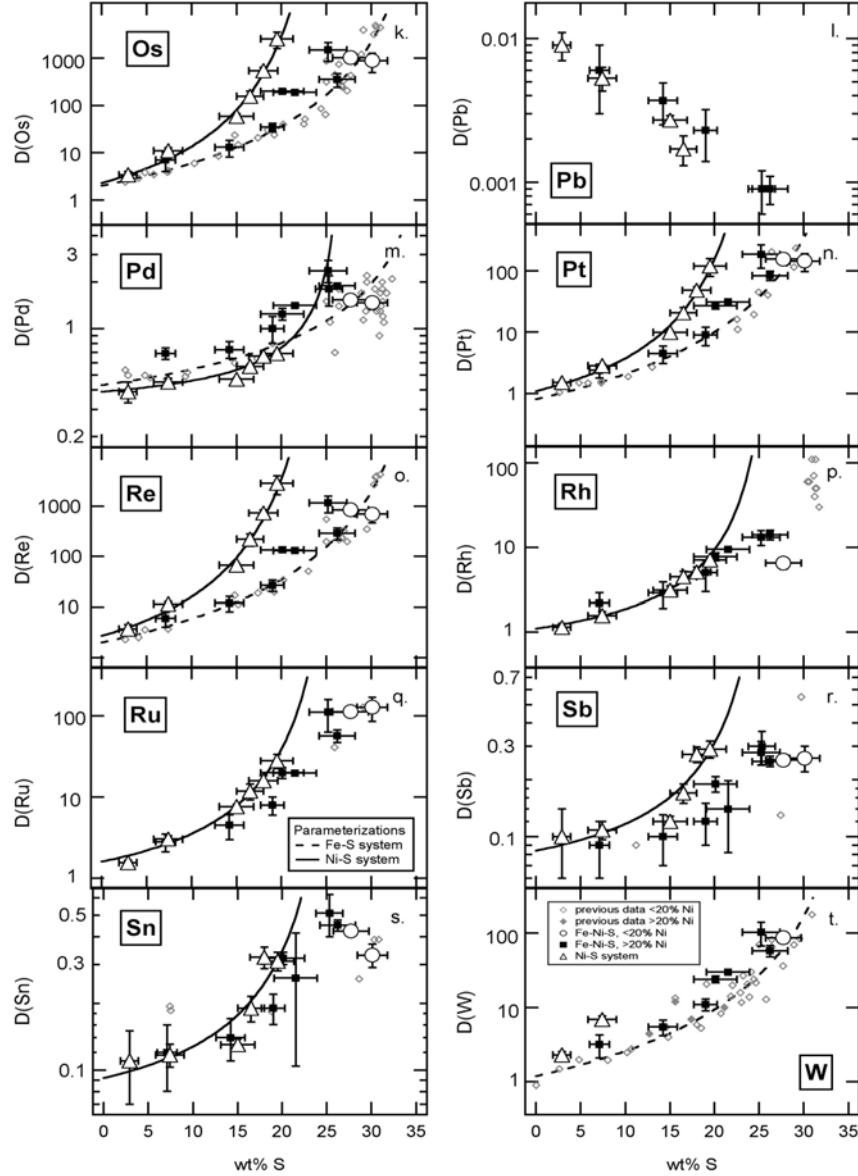 Os
k.
1000
100
10
1
D(Os)
l.
0.01
0.001
D(Pb)
Pb
Pd
m.
3
1
0.2
D(Pd)
Pt
n.
100
10
1
D(Pt)
Re
o.
1000
100
10
D(Re)
Rh
p.
100
10
1
D(Rh)
Ru
q.
100
10
1
D(Ru)
Parameterizations
Fe-S system
Ni-S system
Sb
r.
0.7
0.3
0.1
D(Sb)
Sn
s.
0.5
0.3
0.1
D(Sn)
0 5 10 15 20 25 30 35
wt% S
t.
previous data <20% Ni
previous data >20% Ni
Fe-Ni-S, <20% Ni
Fe-Ni-S, >20% Ni
Ni-S system
100
10
1
D(W)
W
0 5 10 15 20 25 30 35
wt% S